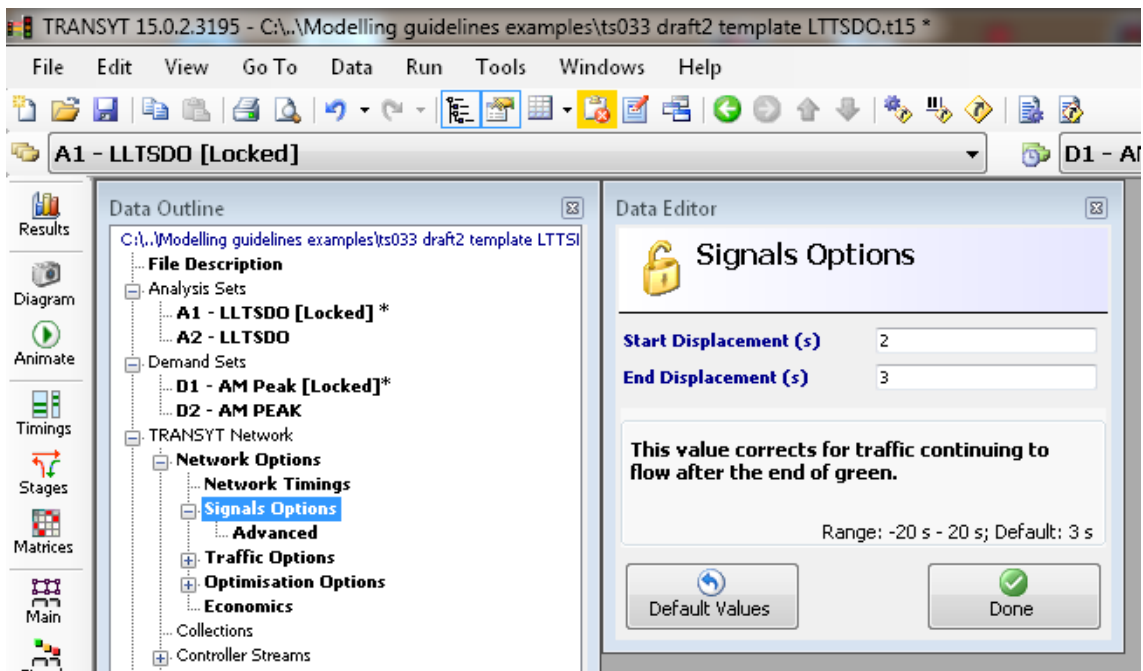 TRANSYT 15.0.2.3195 - C:\..\Modelling guidelines examples\ts033 draft2 template LTTSDO.t15 *
File Edit View Go To Data Run Tools Windows Help
A1 - LLTSDO [Locked]
D1 - AM
Results
Diagram
Animate
Timings
Stages
Matrices
Main
Data Outline
C:\..\Modelling guidelines examples\ts033 draft2 template LTTSI
File Description
Analysis Sets
A1 - LLTSDO [Locked] *
A2 - LLTSDO
Demand Sets
D1 - AM Peak [Locked]*
D2 - AM PEAK
TRANSYT Network
Network Options
Network Timings
Signals Options
Advanced
Traffic Options
Optimisation Options
Economics
Collections
Controller Streams
Data Editor
Signals Options
Start Displacement (s) 2
End Displacement (s) 3
This value corrects for traffic continuing to
flow after the end of green.
Range: -20 s - 20 s; Default: 3 s
Default Values
Done